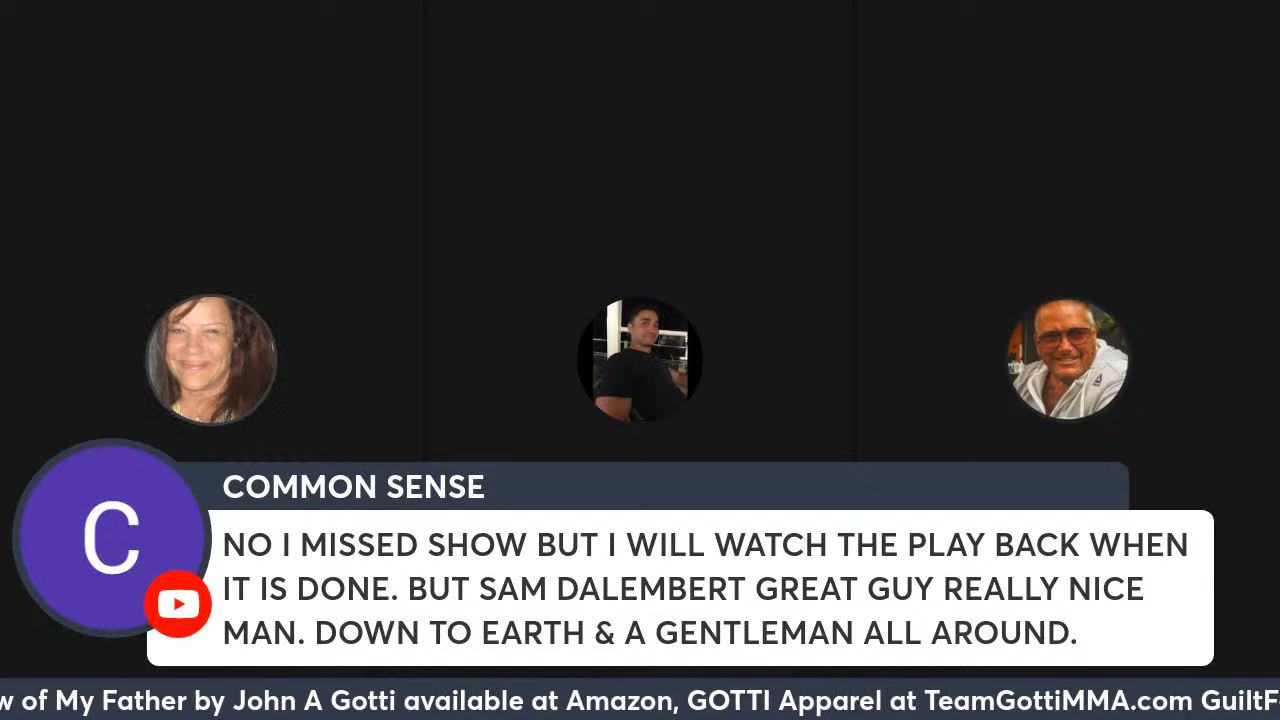 C
COMMON SENSE
NO I MISSED SHOW BUT I WILL WATCH THE PLAY BACK WHEN
IT IS DONE. BUT SAM DALEMBERT GREAT GUY REALLY NICE
MAN. DOWN TO EARTH & A GENTLEMAN ALL AROUND.
w of My Father by John A Gotti available at Amazon, GOTTI Apparel at TeamGottiMMA.com GuiltF